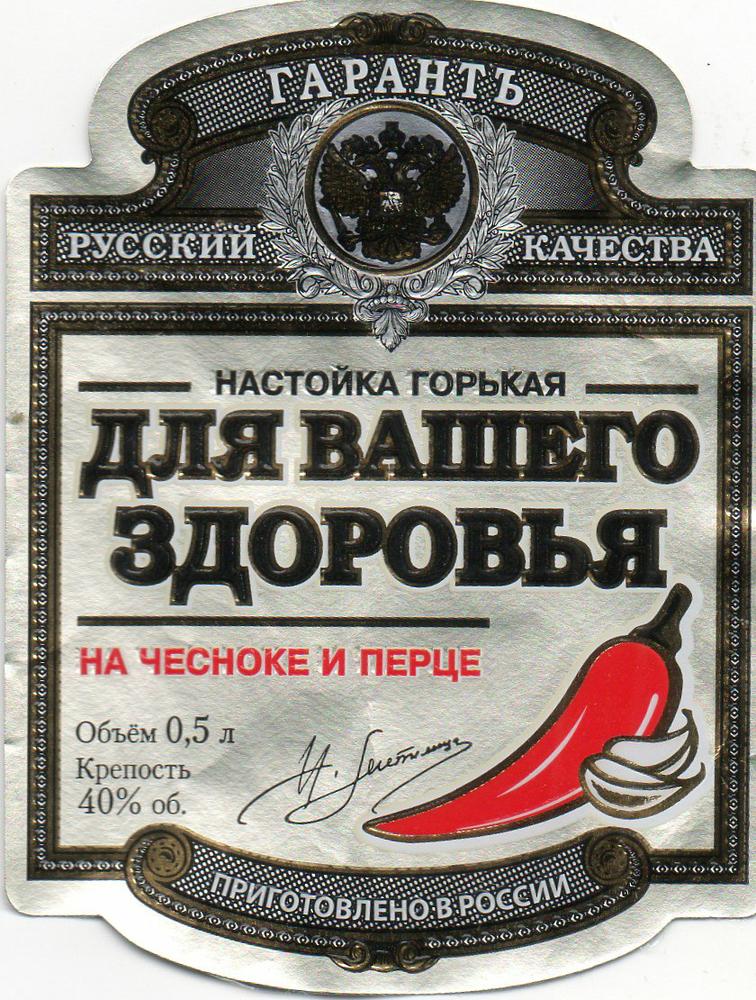 ГАРАНТЪ
РУССКИЙ КАЧЕСТВА
НАСТОЙКА ГОРЬКАЯ
ДЛЯ ВАШЕГО
ЗДОРОВЬЯ
НА ЧЕСНОКЕ И ПЕРЦЕ
Объём 0,5 л
Крепость
40% об.
ПРИГОТОВЛЕНО В РОССИИ